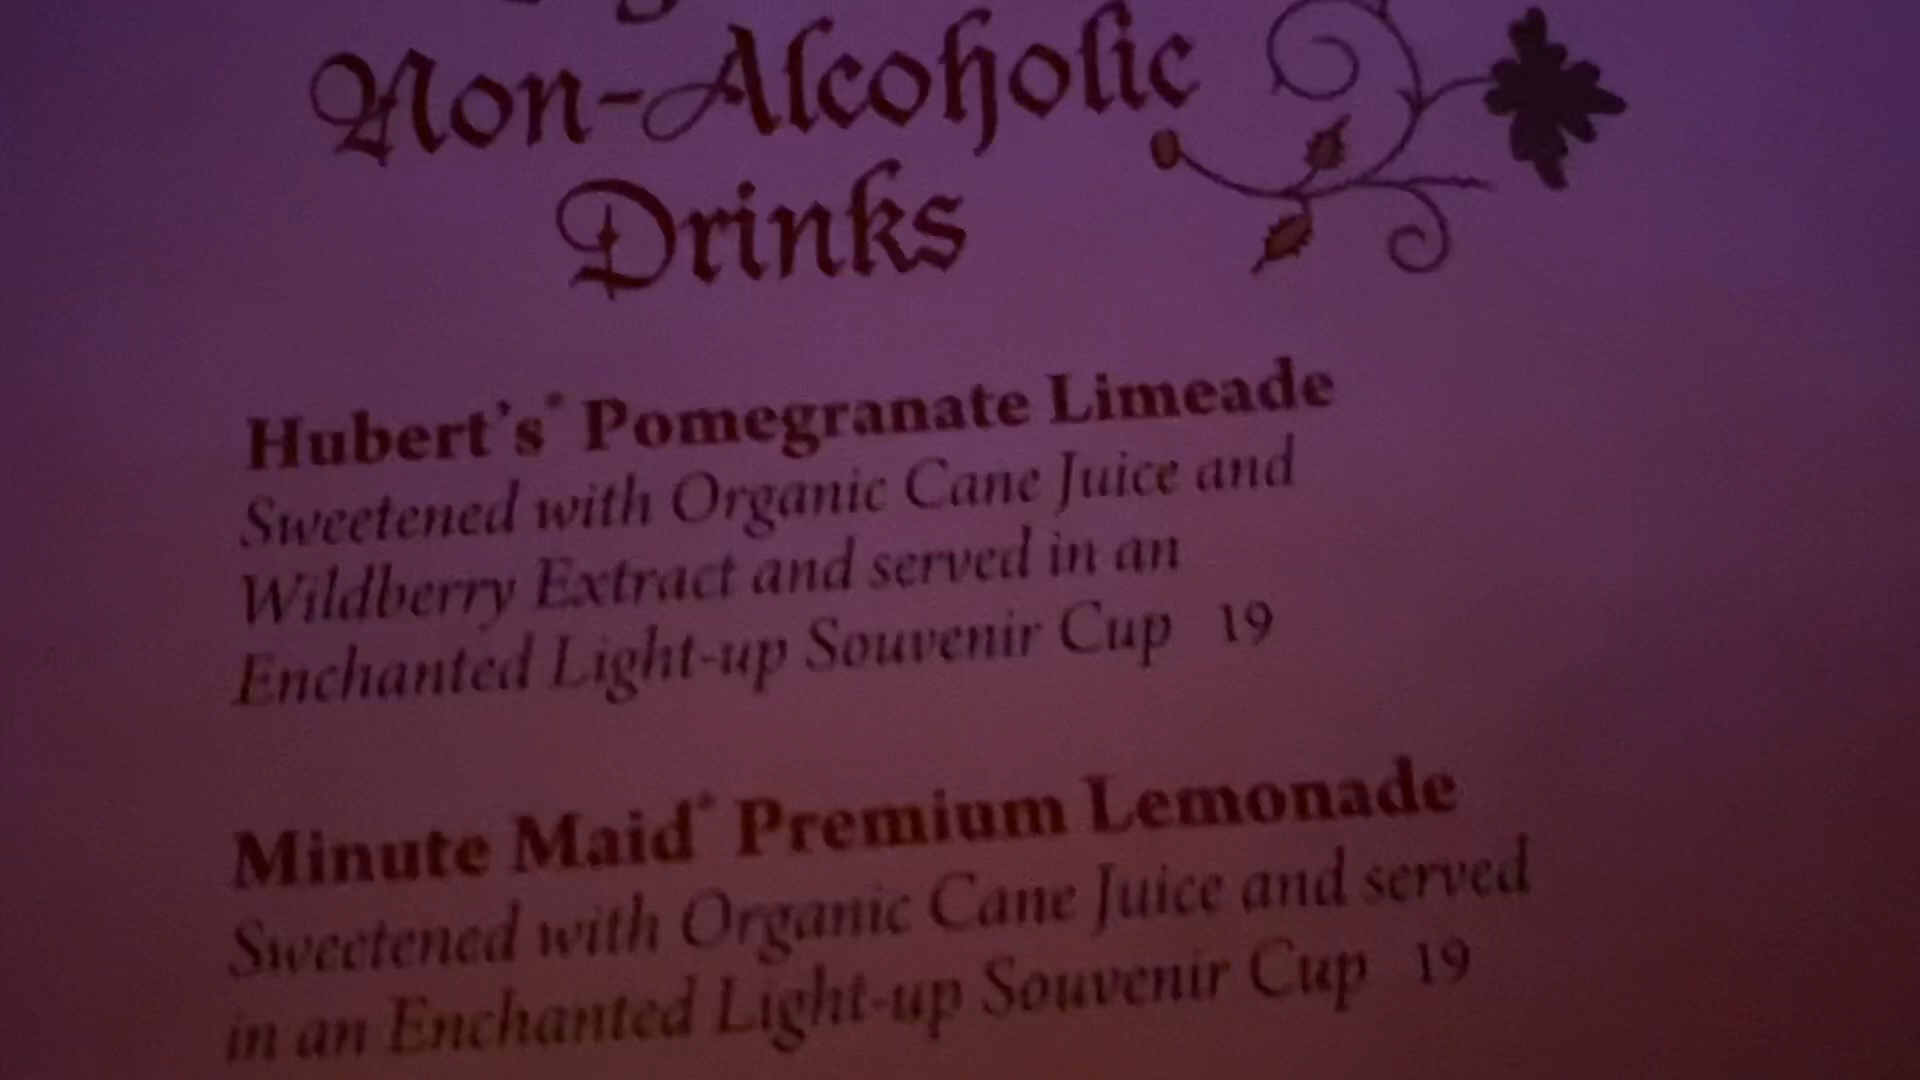 Non-Alcoholic
Drinks
Hubert's® Pomegranate Limeade
Sweetened with Organic Cane Juice and
Wildberry Extract and served in an
Enchanted Light-up Souvenir Cup 19
Minute Maid® Premium Lemonade
Sweetened with Organic Cane Juice and served
in an Enchanted Light-up Souvenir Cup 19